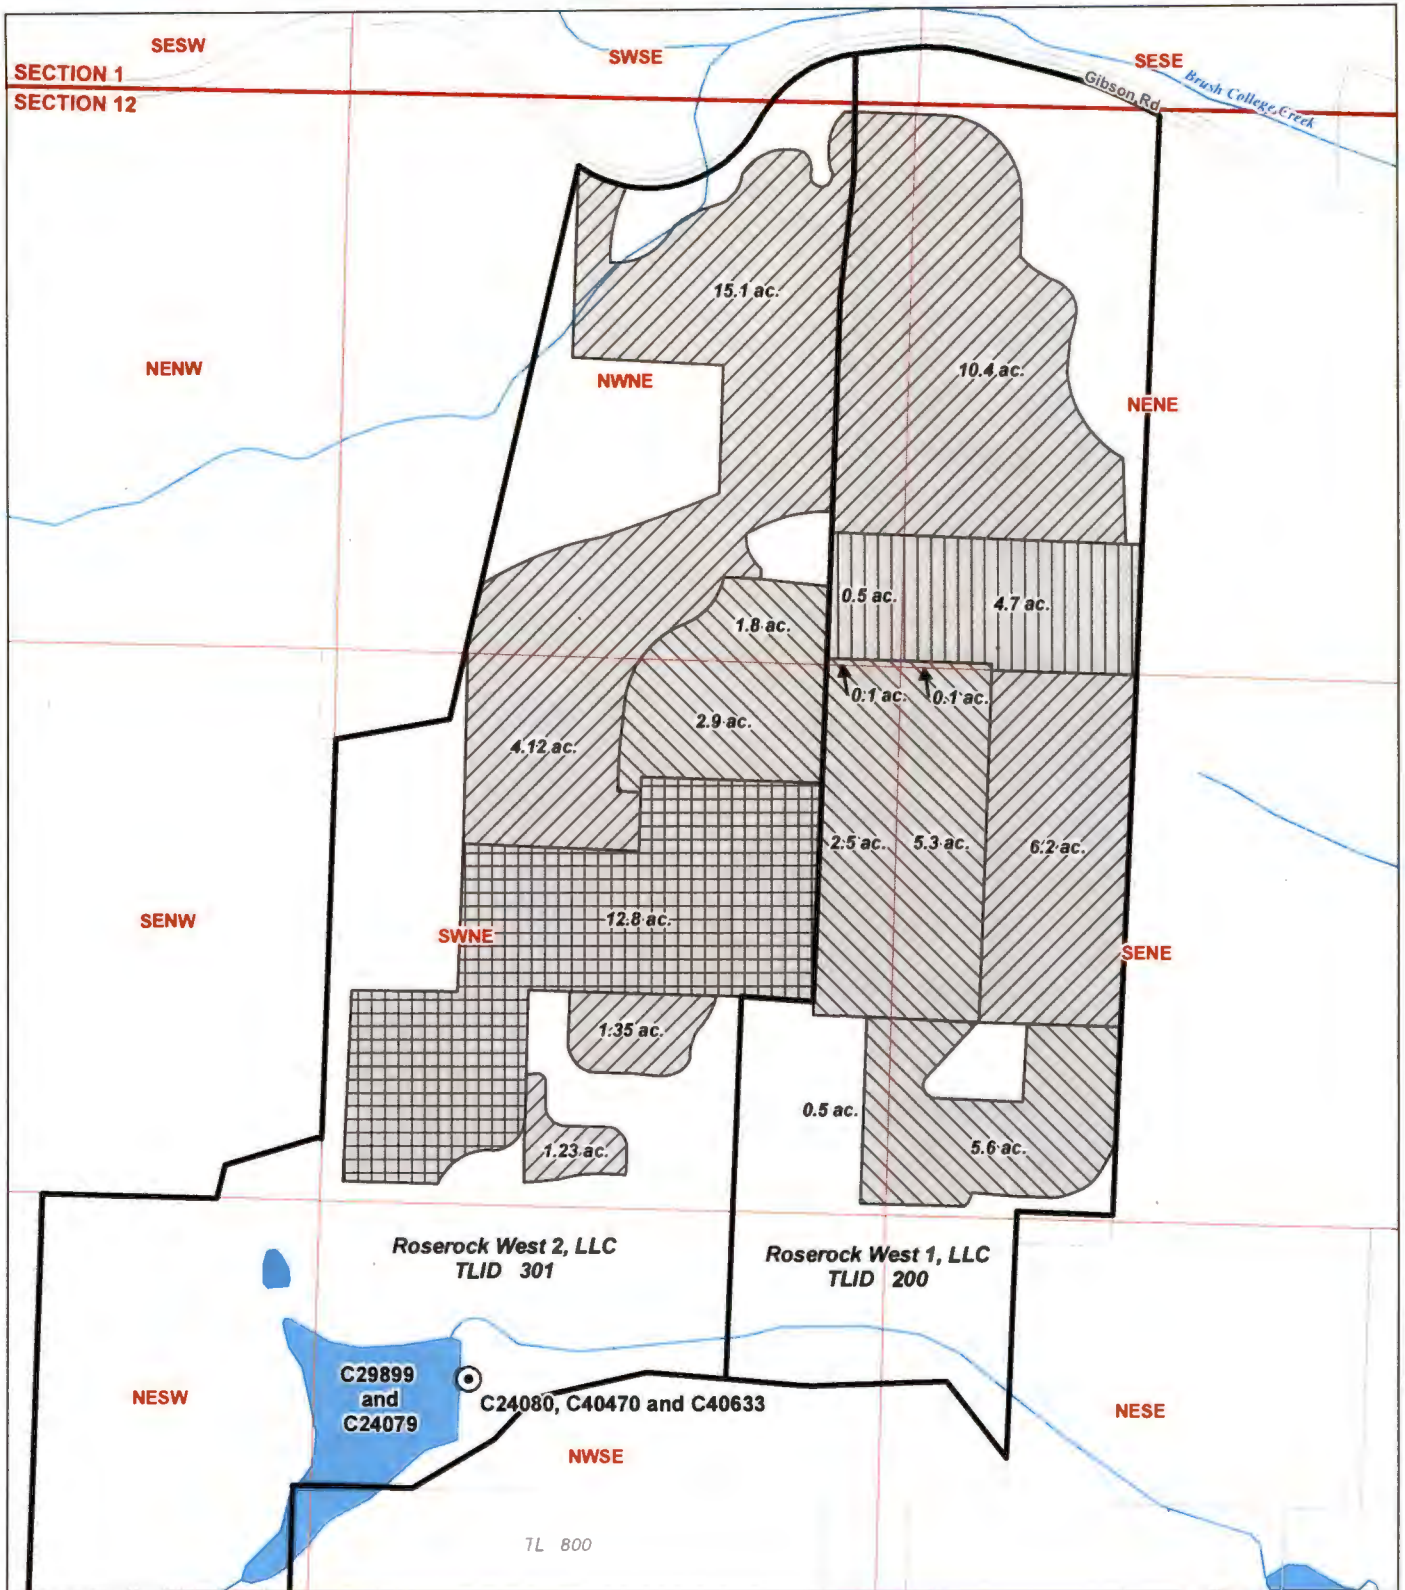 SESW
SWSE
SESE
SECTION 1
SECTION 12
Gibson Rd
Brush College Creek
15.1 ac.
NENW
NWNE
10.4 ac.
NENE
0.5 ac.
4.7 ac.
1.8 ac.
0.1 ac.
0.1 ac.
2.9 ac.
4.12 ac.
2.5 ac.
5.3 ac.
6.2 ac.
12.8 ac.
SENW
SWNE
SENE
1.35 ac.
0.5 ac.
5.6 ac.
1.23 ac.
Roserock West 2, LLC
TLID 301
Roserock West 1, LLC
TLID 200
C29899
and
C24079
C24080, C40470 and C40633
NESW
NESE
NWSE
TL 800